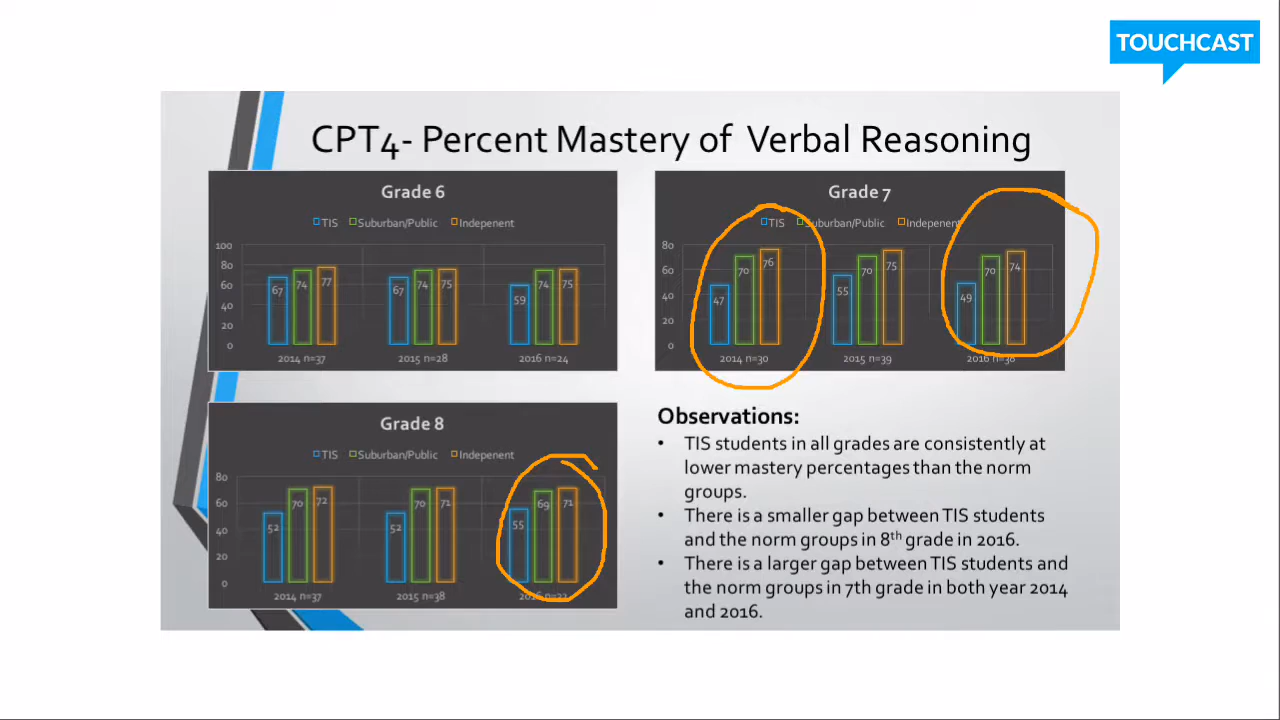 TOUCHCAST
CPT4- Percent Mastery of Verbal Reasoning
Grade 6
TIS Suburban/Public Indepenent
100
80
60
40
20
0
67 74 77
67 74 75
59 74 75
2014 n=37 2015 n=28 2016 n=24
Grade 7
TIS Suburban/Public Indepenent
80
60
40
20
0
47 70 76
55 70 75
49 70 74
2014 n=30 2015 n=39 2016 n=38
Grade 8
TIS Suburban/Public Indepenent
80
60
40
20
0
52 70 72
52 70 71
55 69 71
2014 n=37 2015 n=38 2016
Observations:
• TIS students in all grades are consistently at
lower mastery percentages than the norm
groups.
• There is a smaller gap between TIS students
and the norm groups in 8th grade in 2016.
• There is a larger gap between TIS students and
the norm groups in 7th grade in both year 2014
and 2016.